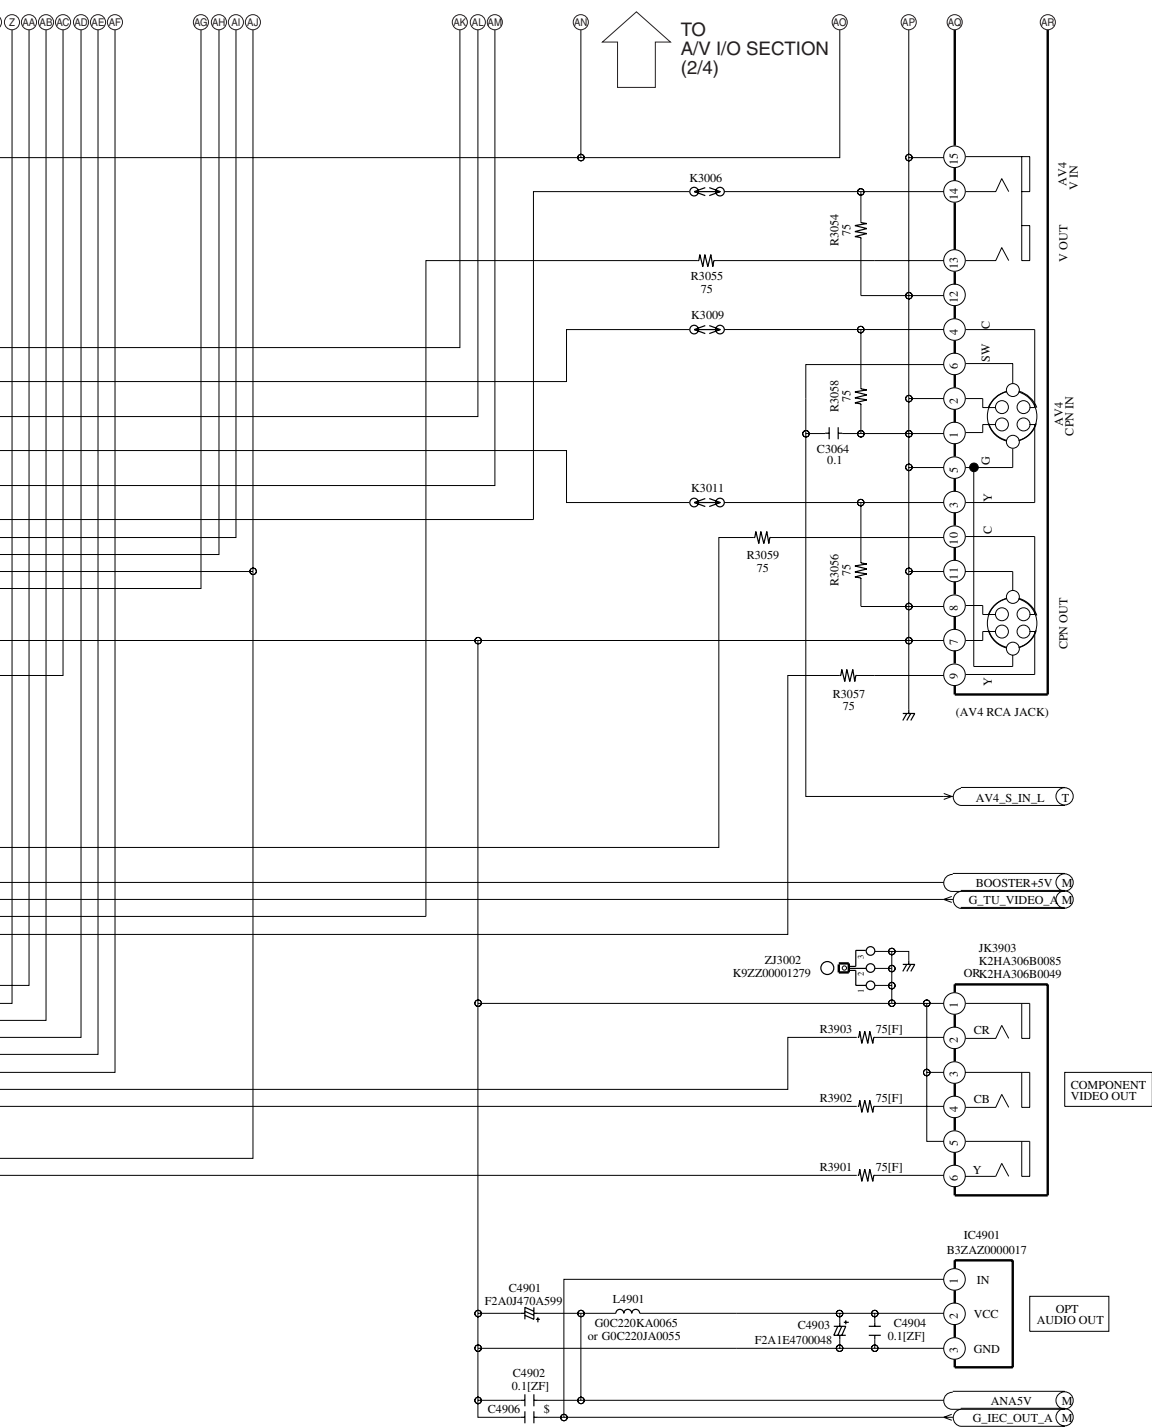 Z AA AB AC AD AE AF AG AH AI AJ AK AL AM AN AO AP AQ AR
TO
A/V I/O SECTION
(2/4)
15
AV4
V IN
K3006
14
R3054
75
V OUT
13
R3055
75
12
K3009
4
C
6
SW
R3058
75
2
AV4
CPN IN
1
C3064
0.1
5
G
K3011
3
Y
10
C
R3059
75
R3056
75
11
8
CPN OUT
7
9
Y
R3057
75
(AV4 RCA JACK)
AV4_S_IN_L T
BOOSTER+5V M
G_TU_VIDEO_A M
ZJ3002
K9ZZ00001279
3
2
1
JK3903
K2HA306B0085
ORK2HA306B0049
1
R3903 75[F]
2
CR
3
COMPONENT
VIDEO OUT
R3902 75[F]
4
CB
5
R3901 75[F]
6
Y
IC4901
B3ZAZ0000017
1 IN
C4901
F2A0J470A599
L4901
G0C220KA0065
or G0C220JA0055
C4903
F2A1E4700048
C4904
0.1[ZF]
2 VCC
OPT
AUDIO OUT
3 GND
C4902
0.1[ZF]
ANA5V M
C4906 $
G_IEC_OUT_A M